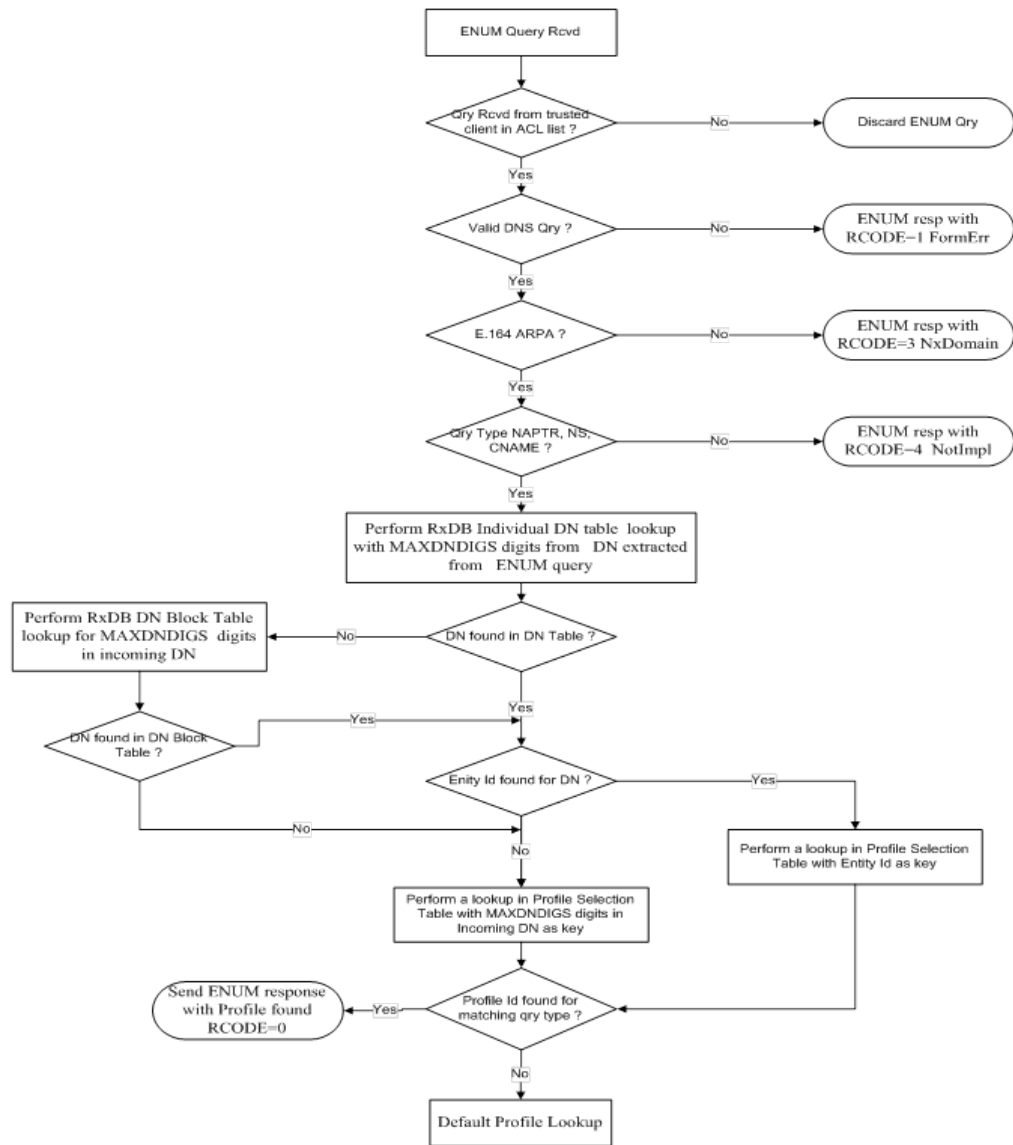 ENUM Query Rcvd
Qry Rcvd from trusted
client in ACL list ?
No
Discard ENUM Qry
Yes
Valid DNS Qry ?
No
ENUM resp with
RCODE=1 FormErr
Yes
E.164 ARPA ?
No
ENUM resp with
RCODE=3 NxDomain
Yes
Qry Type NAPTR, NS,
CNAME ?
No
ENUM resp with
RCODE=4 NotImpl
Yes
Perform RxDB Individual DN table lookup
with MAXDNDIGS digits from DN extracted
from ENUM query
Perform RxDB DN Block Table
lookup for MAXDNDIGS digits
in incoming DN
No
DN found in DN Table ?
Yes
Yes
DN found in DN Block
Table ?
Enity Id found for DN ?
Yes
No
No
Perform a lookup in Profile Selection
Table with Entity Id as key
Perform a lookup in Profile Selection
Table with MAXDNDIGS digits in
Incoming DN as key
Send ENUM response
with Profile found
RCODE=0
Yes
Profile Id found for
matching qry type ?
No
Default Profile Lookup